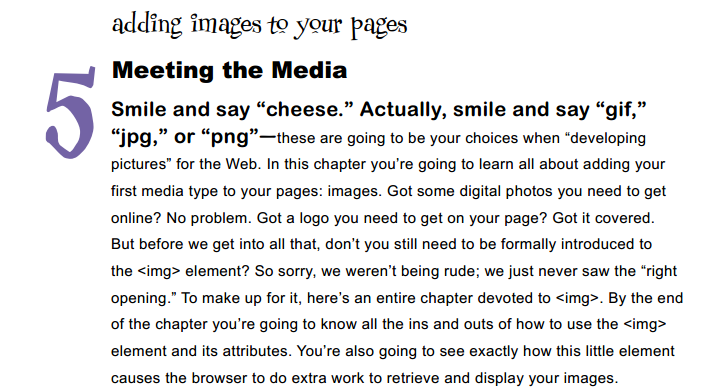 adding images to your pages
5 Meeting the Media
Smile and say “cheese.” Actually, smile and say “gif,”
“jpg,” or “png”—these are going to be your choices when “developing
pictures” for the Web. In this chapter you’re going to learn all about adding your
first media type to your pages: images. Got some digital photos you need to get
online? No problem. Got a logo you need to get on your page? Got it covered.
But before we get into all that, don’t you still need to be formally introduced to
the <img> element? So sorry, we weren’t being rude; we just never saw the “right
opening.” To make up for it, here’s an entire chapter devoted to <img>. By the end
of the chapter you’re going to know all the ins and outs of how to use the <img>
element and its attributes. You’re also going to see exactly how this little element
causes the browser to do extra work to retrieve and display your images.